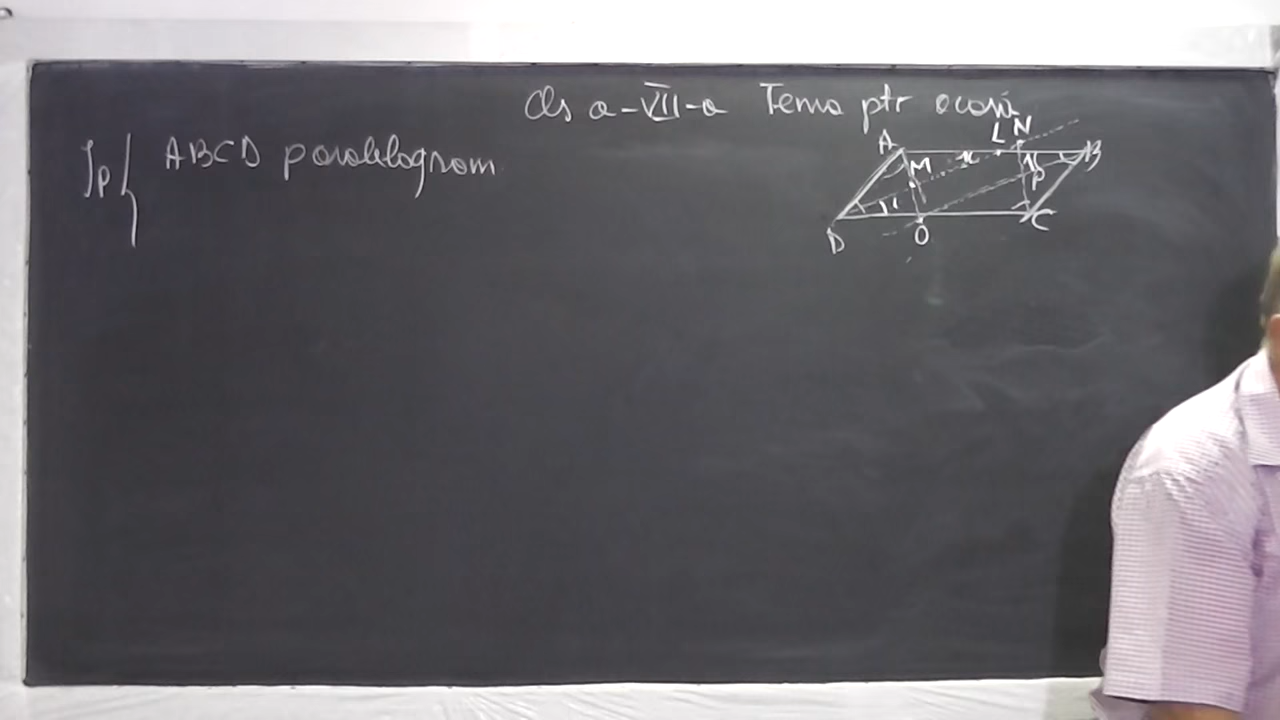 Cls a-VII-a Tema ptr acasă
Ip { ABCD paralelogram
A M L N B
P
D O C